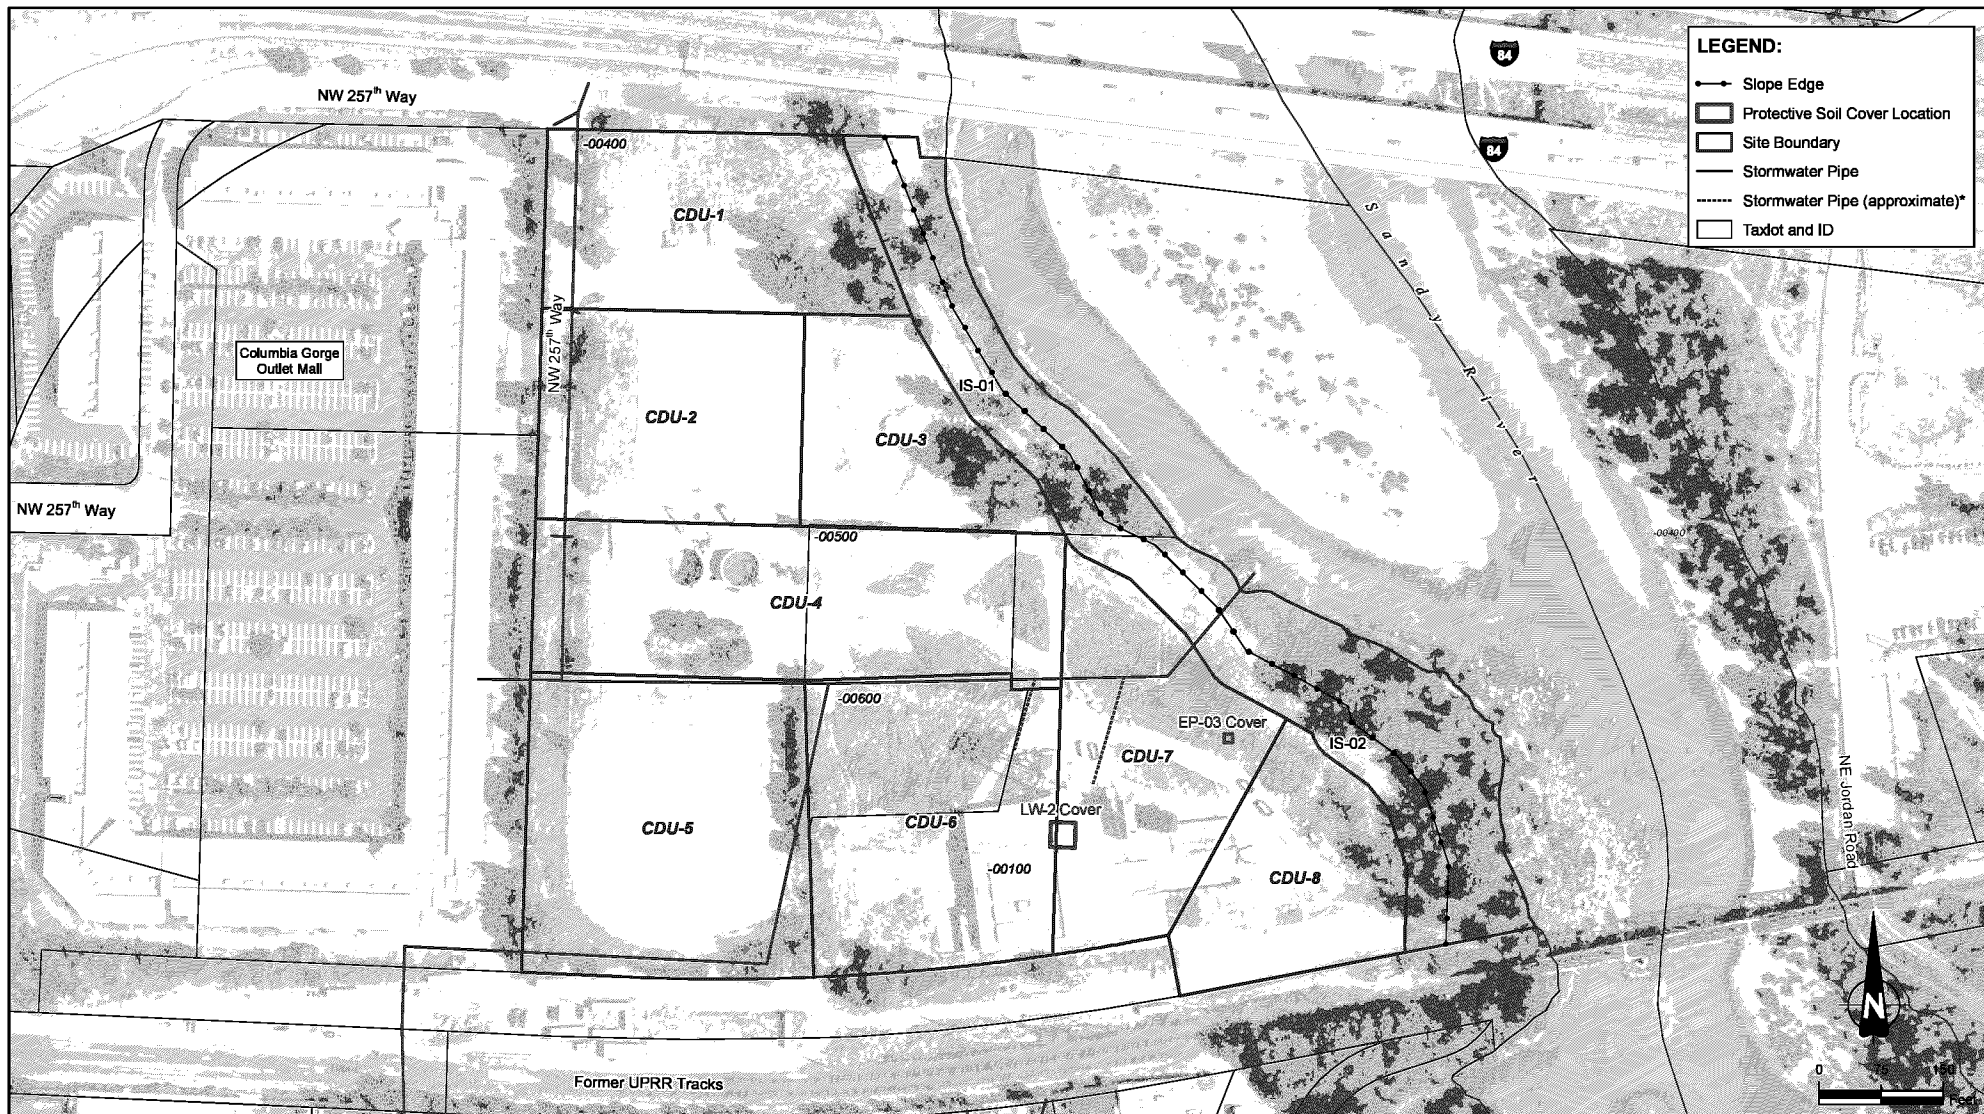 LEGEND:
Slope Edge
Protective Soil Cover Location
Site Boundary
Stormwater Pipe
Stormwater Pipe (approximate)*
Taxlot and ID
84
84
NW 257th Way
-00400
CDU-1
Sandy River
NW 257th Way
Columbia Gorge
Outlet Mall
IS-01
CDU-2
CDU-3
NW 257th Way
-00500
-00400
CDU-4
-00600
EP-03 Cover
IS-02
CDU-7
LW-2 Cover
CDU-5
CDU-6
-00100
CDU-8
NE Jordan Road
N
Former UPRR Tracks
0 75 150
Feet